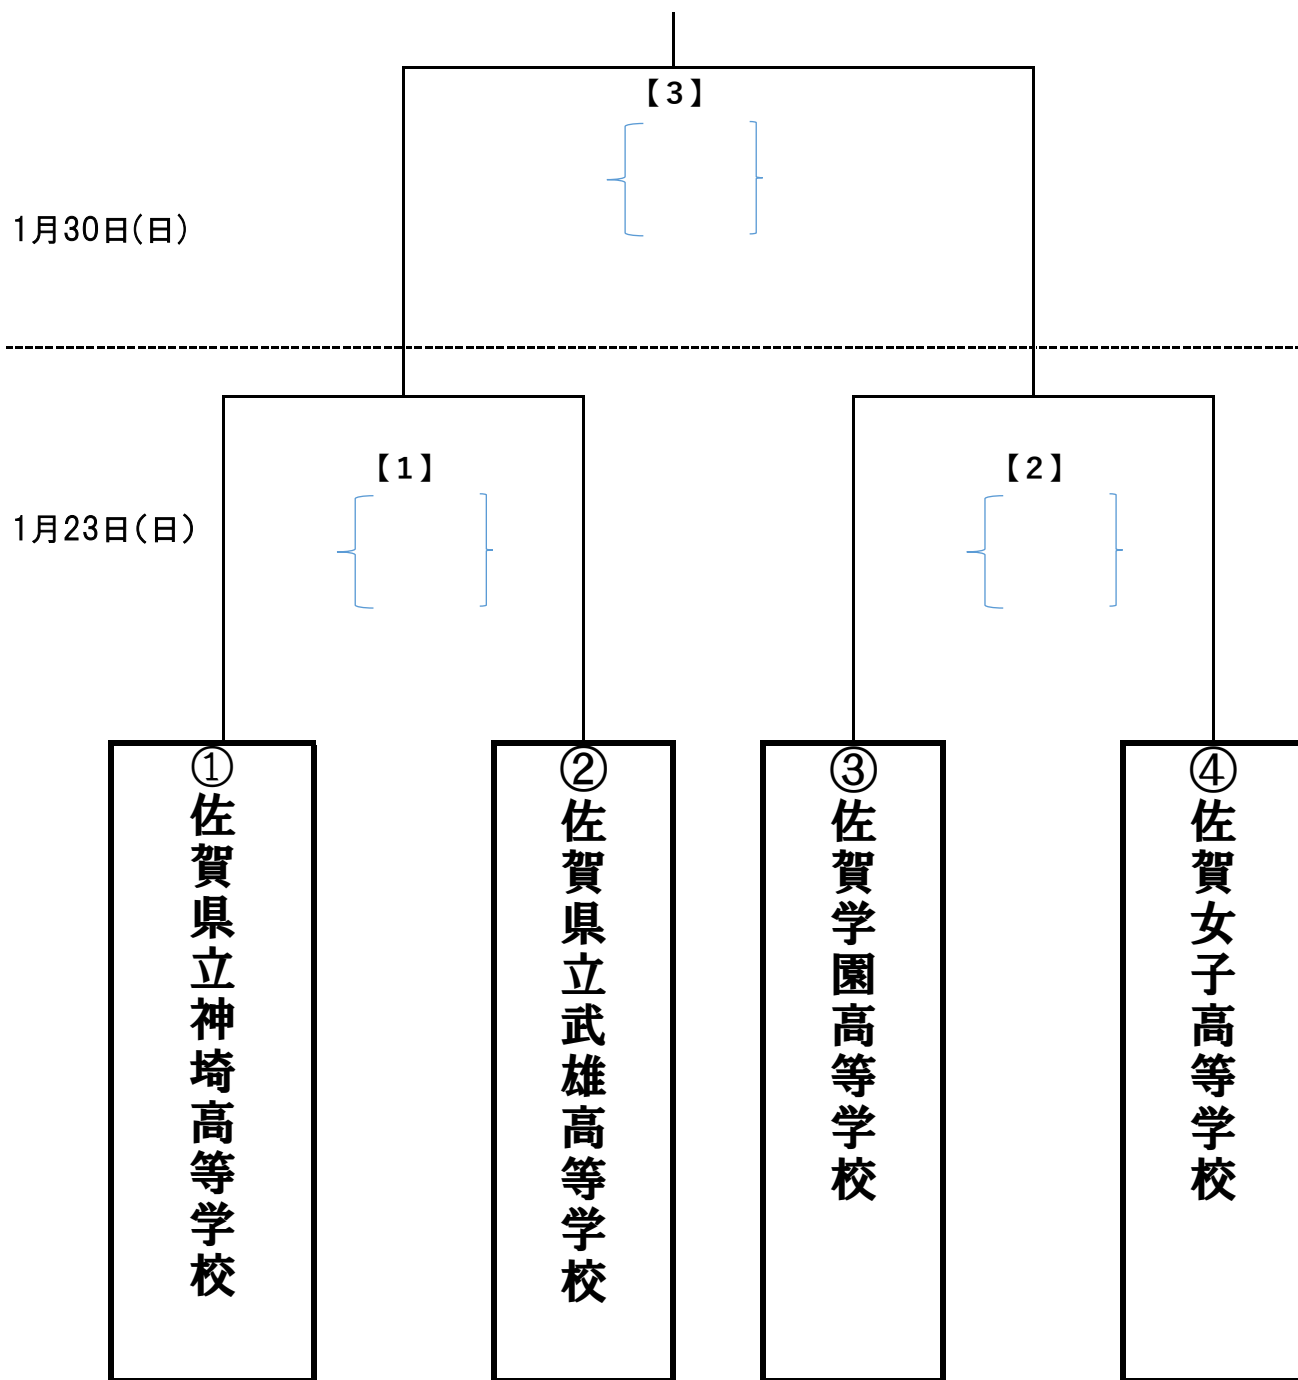 【3】
1月30日(日)
【1】
【2】
1月23日(日)
①佐賀県立神埼高等学校
②佐賀県立武雄高等学校
③佐賀学園高等学校
④佐賀女子高等学校